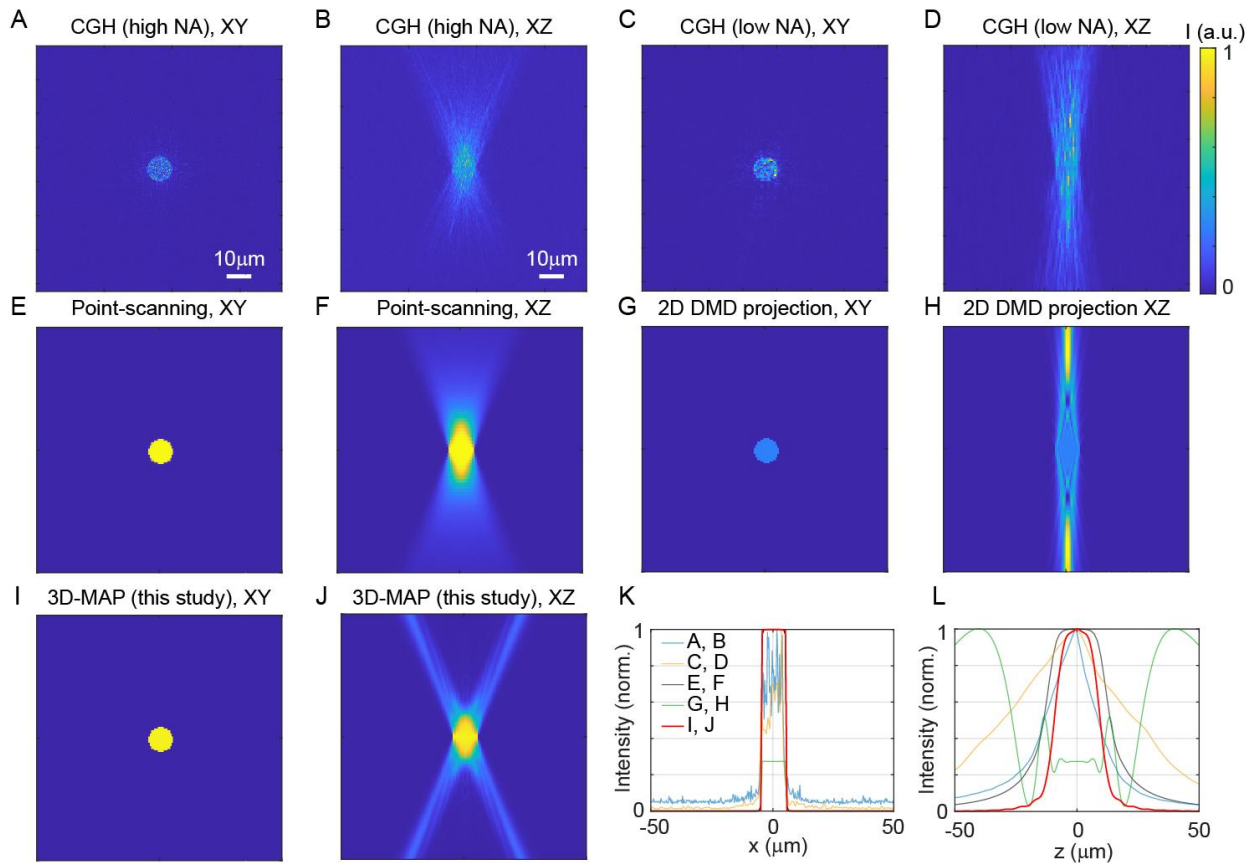 A
CGH (high NA), XY
B
CGH (high NA), XZ
C
CGH (low NA), XY
D
CGH (low NA), XZ
I (a.u.)
1
0
10μm
10μm
E
Point-scanning, XY
F
Point-scanning, XZ
G
2D DMD projection, XY
H
2D DMD projection XZ
I
3D-MAP (this study), XY
J
3D-MAP (this study), XZ
K
1
A, B
C, D
E, F
G, H
I, J
Intensity (norm.)
0
-50
0
50
x (μm)
L
1
Intensity (norm.)
0
-50
0
50
z (μm)